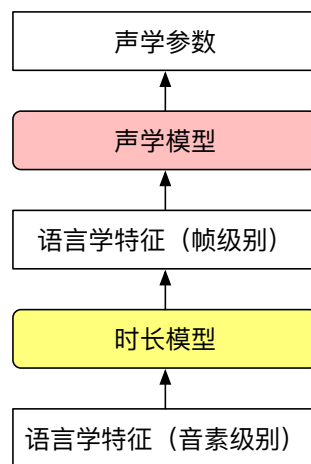 声学参数
声学模型
语言学特征（帧级别）
时长模型
语言学特征（音素级别）